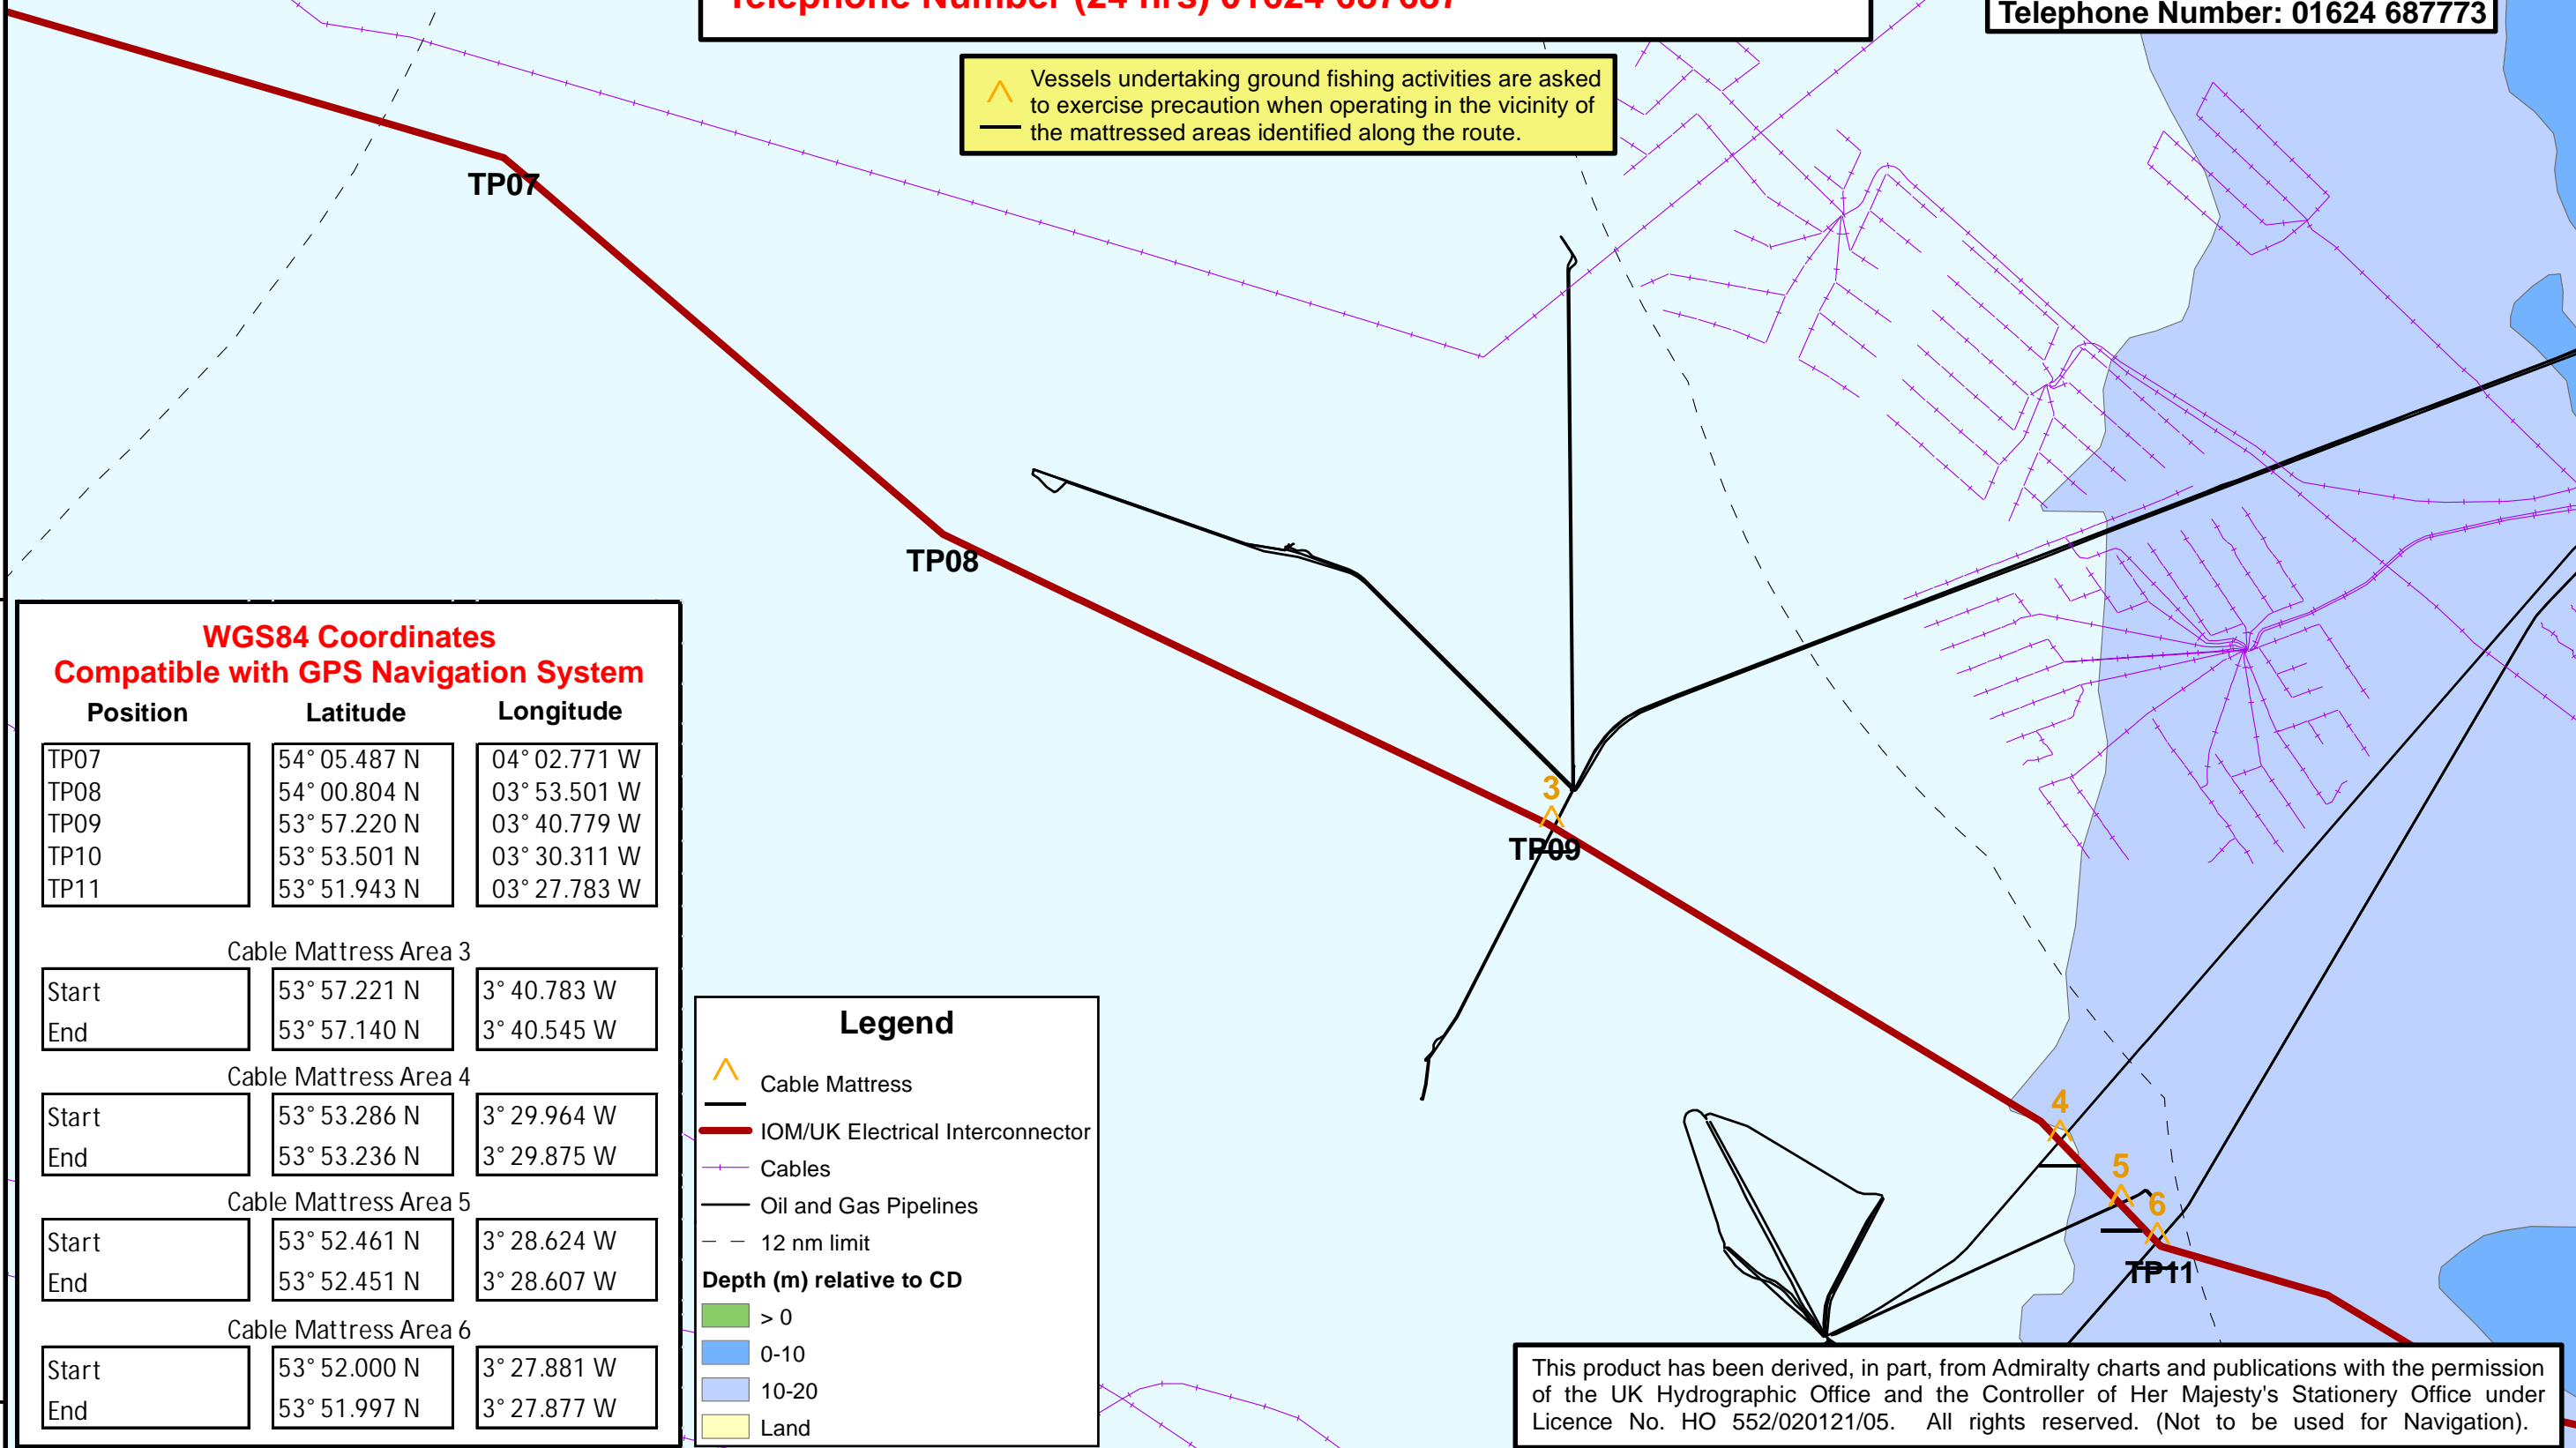 Telephone Number (24 hrs) 01624 687687
Telephone Number: 01624 687773
Vessels undertaking ground fishing activities are asked
to exercise precaution when operating in the vicinity of
the mattressed areas identified along the route.
TP07
TP08
3
TP09
4
5
6
TP11
WGS84 Coordinates
Compatible with GPS Navigation System
Position Latitude Longitude
TP07 54° 05.487 N 04° 02.771 W
TP08 54° 00.804 N 03° 53.501 W
TP09 53° 57.220 N 03° 40.779 W
TP10 53° 53.501 N 03° 30.311 W
TP11 53° 51.943 N 03° 27.783 W
Cable Mattress Area 3
Start 53° 57.221 N 3° 40.783 W
End 53° 57.140 N 3° 40.545 W
Cable Mattress Area 4
Start 53° 53.286 N 3° 29.964 W
End 53° 53.236 N 3° 29.875 W
Cable Mattress Area 5
Start 53° 52.461 N 3° 28.624 W
End 53° 52.451 N 3° 28.607 W
Cable Mattress Area 6
Start 53° 52.000 N 3° 27.881 W
End 53° 51.997 N 3° 27.877 W
Legend
Cable Mattress
IOM/UK Electrical Interconnector
Cables
Oil and Gas Pipelines
12 nm limit
Depth (m) relative to CD
> 0
0-10
10-20
Land
This product has been derived, in part, from Admiralty charts and publications with the permission
of the UK Hydrographic Office and the Controller of Her Majesty's Stationery Office under
Licence No. HO 552/020121/05. All rights reserved. (Not to be used for Navigation).